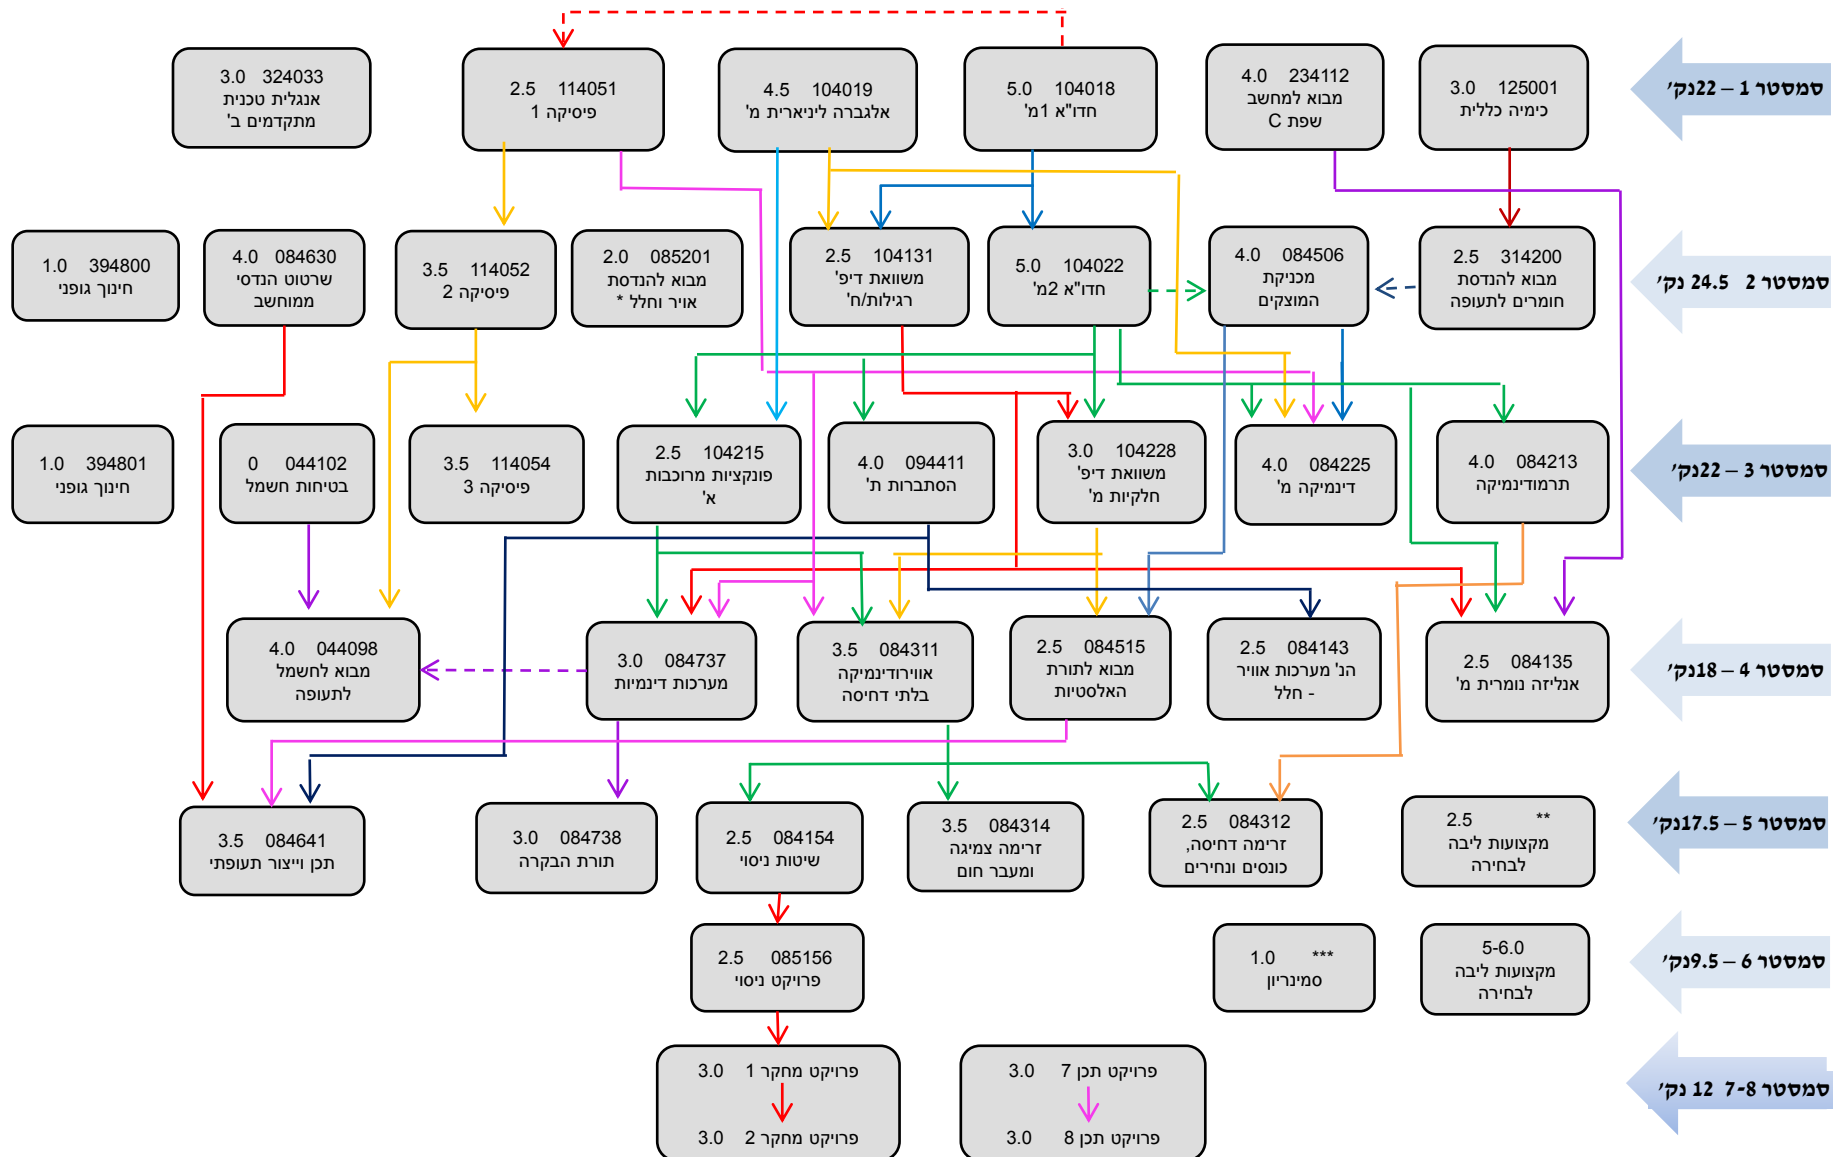 סמסטר 1 – 22נק'
125001 3.0
כימיה כללית
234112 4.0
מבוא למחשב
שפת C
104018 5.0
חדו"א 1מ'
104019 4.5
אלגברה ליניארית מ'
114051 2.5
פיסיקה 1
324033 3.0
אנגלית טכנית
מתקדמים ב'
סמסטר 2 24.5 נק'
314200 2.5
מבוא להנדסת
חומרים לתעופה
084506 4.0
מכניקת
המוצקים
104022 5.0
חדו"א 2מ'
104131 2.5
משוואת דיפ'
רגילות/ח'
085201 2.0
מבוא להנדסת
אויר וחלל *
114052 3.5
פיסיקה 2
084630 4.0
שרטוט הנדסי
ממוחשב
394800 1.0
חינוך גופני
סמסטר 3 – 22נק'
084213 4.0
תרמודינמיקה
084225 4.0
דינמיקה מ'
104228 3.0
משוואת דיפ'
חלקיות מ'
094411 4.0
הסתברות ת'
104215 2.5
פונקציות מרוכבות
א'
114054 3.5
פיסיקה 3
044102 0
בטיחות חשמל
394801 1.0
חינוך גופני
סמסטר 4 – 18נק'
084135 2.5
אנליזה נומרית מ'
084143 2.5
הנ' מערכות אוויר
- חלל
084515 2.5
מבוא לתורת
האלסטיות
084311 3.5
אווירודינמיקה
בלתי דחיסה
084737 3.0
מערכות דינמיות
044098 4.0
מבוא לחשמל
לתעופה
סמסטר 5 – 17.5נק'
** 2.5
מקצועות ליבה
לבחירה
084312 2.5
זרימה דחיסה,
כונסים ונחירים
084314 3.5
זרימה צמיגה
ומעבר חום
084154 2.5
שיטות ניסוי
084738 3.0
תורת הבקרה
084641 3.5
תכן וייצור תעופתי
סמסטר 6 – 9.5נק'
5-6.0
מקצועות ליבה
לבחירה
*** 1.0
סמינריון
085156 2.5
פרויקט ניסוי
סמסטר 7-8 12 נק'
פרויקט תכן 7 3.0
פרויקט תכן 8 3.0
פרויקט מחקר 1 3.0
פרויקט מחקר 2 3.0